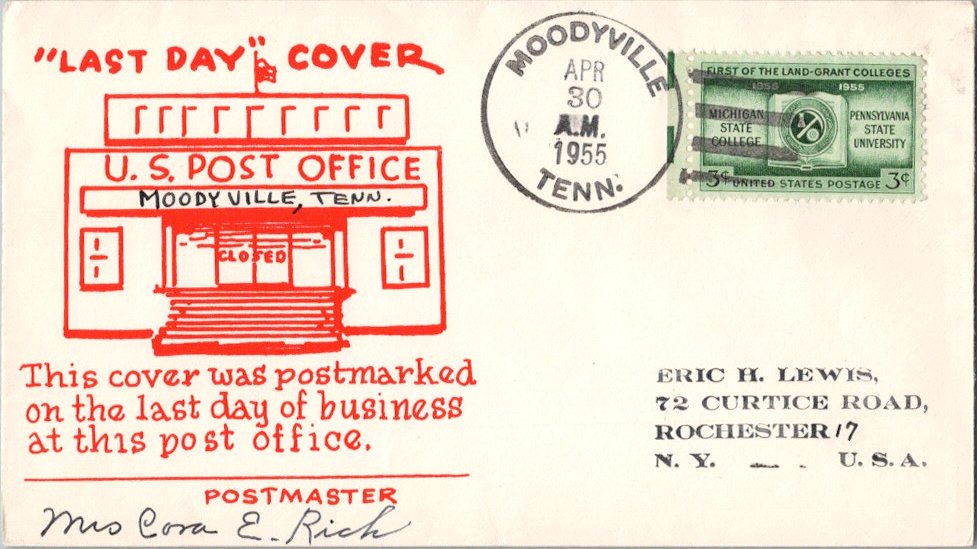 "LAST DAY" COVER
U.S. POST OFFICE
MOODYVILLE, TENN.
CLOSED
This cover was postmarked
on the last day of business
at this post office.
POSTMASTER
Mrs Cora E. Rich
MOODYVILLE
APR
30
A.M.
1955
TENN.
FIRST OF THE LAND-GRANT COLLEGES
1855 1955
MICHIGAN
STATE
COLLEGE
PENNSYLVANIA
STATE
UNIVERSITY
3¢ UNITED STATES POSTAGE 3¢
ERIC H. LEWIS,
72 CURTICE ROAD,
ROCHESTER 17
N. Y. U. S. A.